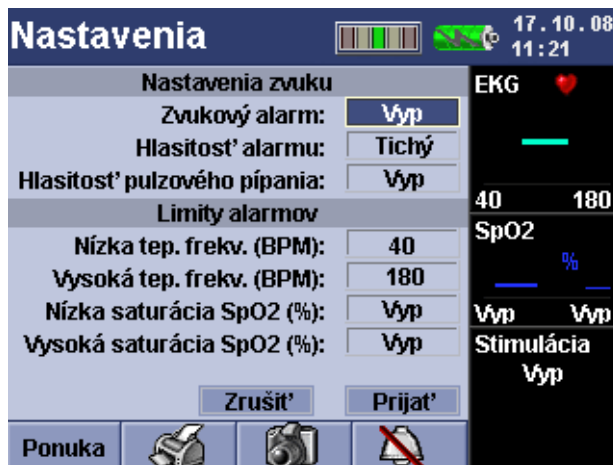 Nastavenia
17.10.08
11:21
Nastavenia zvuku
Zvukový alarm: Vyp
Hlasitosť alarmu: Tichý
Hlasitosť pulzového pípania: Vyp
Limity alarmov
Nízka tep. frekv. (BPM): 40
Vysoká tep. frekv. (BPM): 180
Nízka saturácia SpO2 (%): Vyp
Vysoká saturácia SpO2 (%): Vyp
Zrušiť Prijať
Ponuka
EKG
40 180
SpO2
%
Vyp Vyp
Stimulácia
Vyp